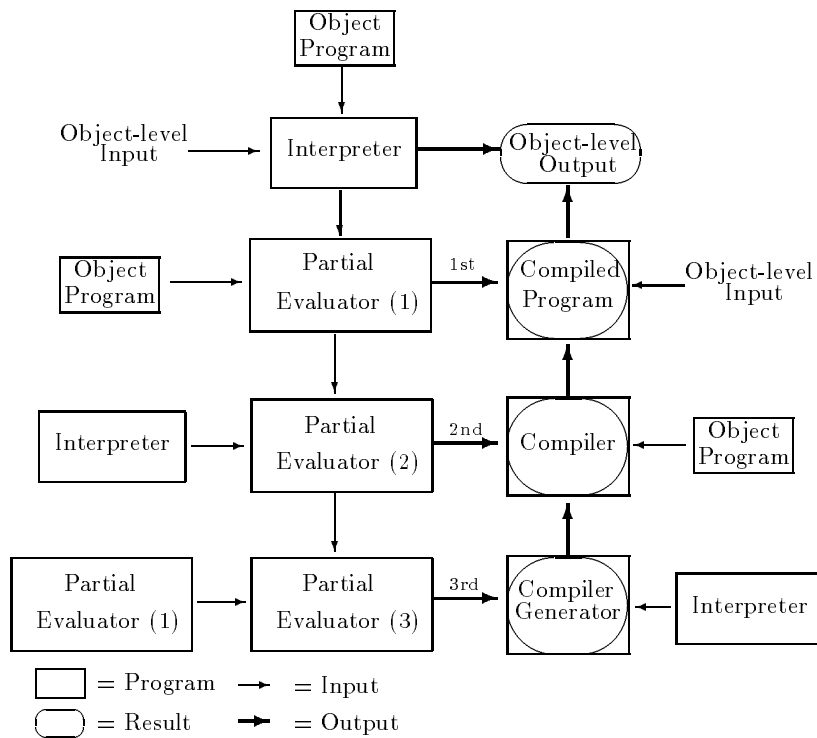 Object
Program
Object-level
Input
Interpreter
Object-level
Output
Object
Program
Partial
Evaluator (1)
1st
Compiled
Program
Object-level
Input
Interpreter
Partial
Evaluator (2)
2nd
Compiler
Object
Program
Partial
Evaluator (1)
Partial
Evaluator (3)
3rd
Compiler
Generator
Interpreter
= Program
= Input
= Result
= Output